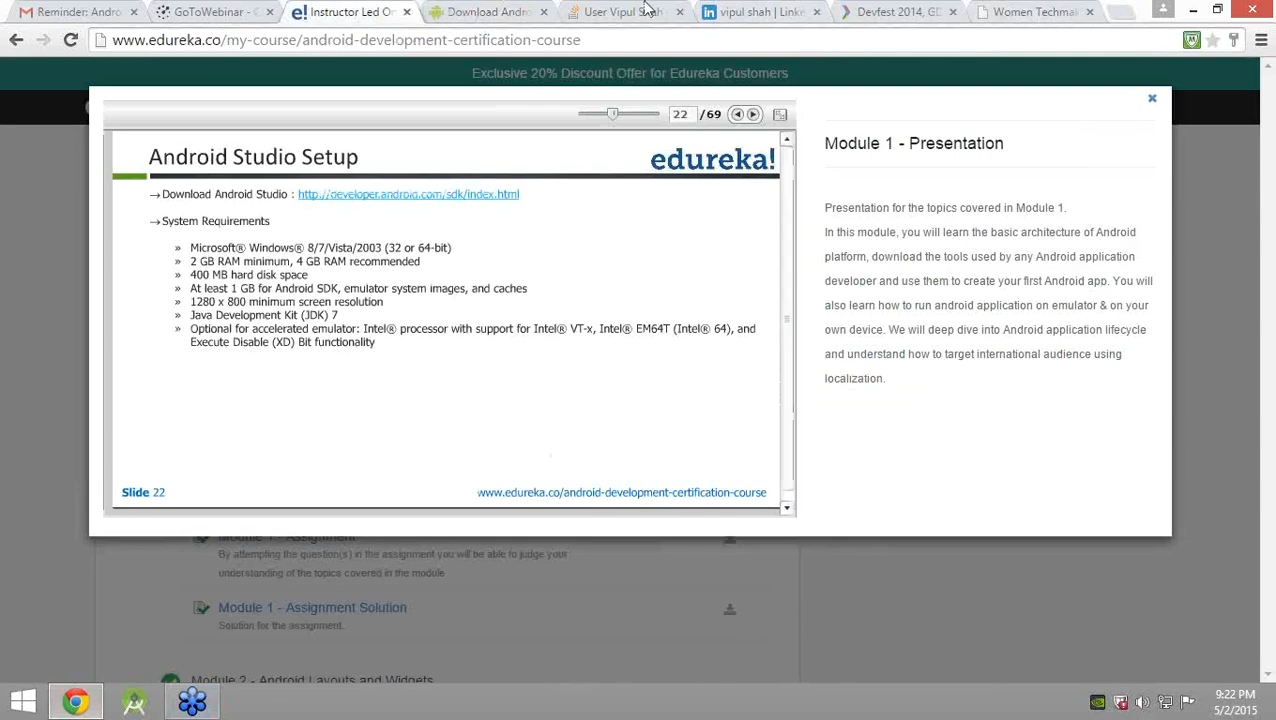 Reminder: Andro
GoToWebinar - G
Instructor Led On
Download Andro
User Vipul Shah
vipul shah | Linke
Devfest 2014, GD
Women Techmak
www.edureka.co/my-course/android-development-certification-course
Exclusive 20% Discount Offer for Edureka Customers
22 /69
Android Studio Setup
edureka!
→Download Android Studio : http://developer.android.com/sdk/index.html
→System Requirements
» Microsoft® Windows® 8/7/Vista/2003 (32 or 64-bit)
» 2 GB RAM minimum, 4 GB RAM recommended
» 400 MB hard disk space
» At least 1 GB for Android SDK, emulator system images, and caches
» 1280 x 800 minimum screen resolution
» Java Development Kit (JDK) 7
» Optional for accelerated emulator: Intel® processor with support for Intel® VT-x, Intel® EM64T (Intel® 64), and
Execute Disable (XD) Bit functionality
Slide 22
www.edureka.co/android-development-certification-course
Module 1 - Presentation
Presentation for the topics covered in Module 1.
In this module, you will learn the basic architecture of Android
platform, download the tools used by any Android application
developer and use them to create your first Android app. You will
also learn how to run android application on emulator & on your
own device. We will deep dive into Android application lifecycle
and understand how to target international audience using
localization.
Module 1 - Assignment
By attempting the question(s) in the assignment you will be able to judge your
understanding of the topics covered in the module
Module 1 - Assignment Solution
Solution for the assignment.
Module 2 - Android Layouts and Widgets
9:22 PM
5/2/2015